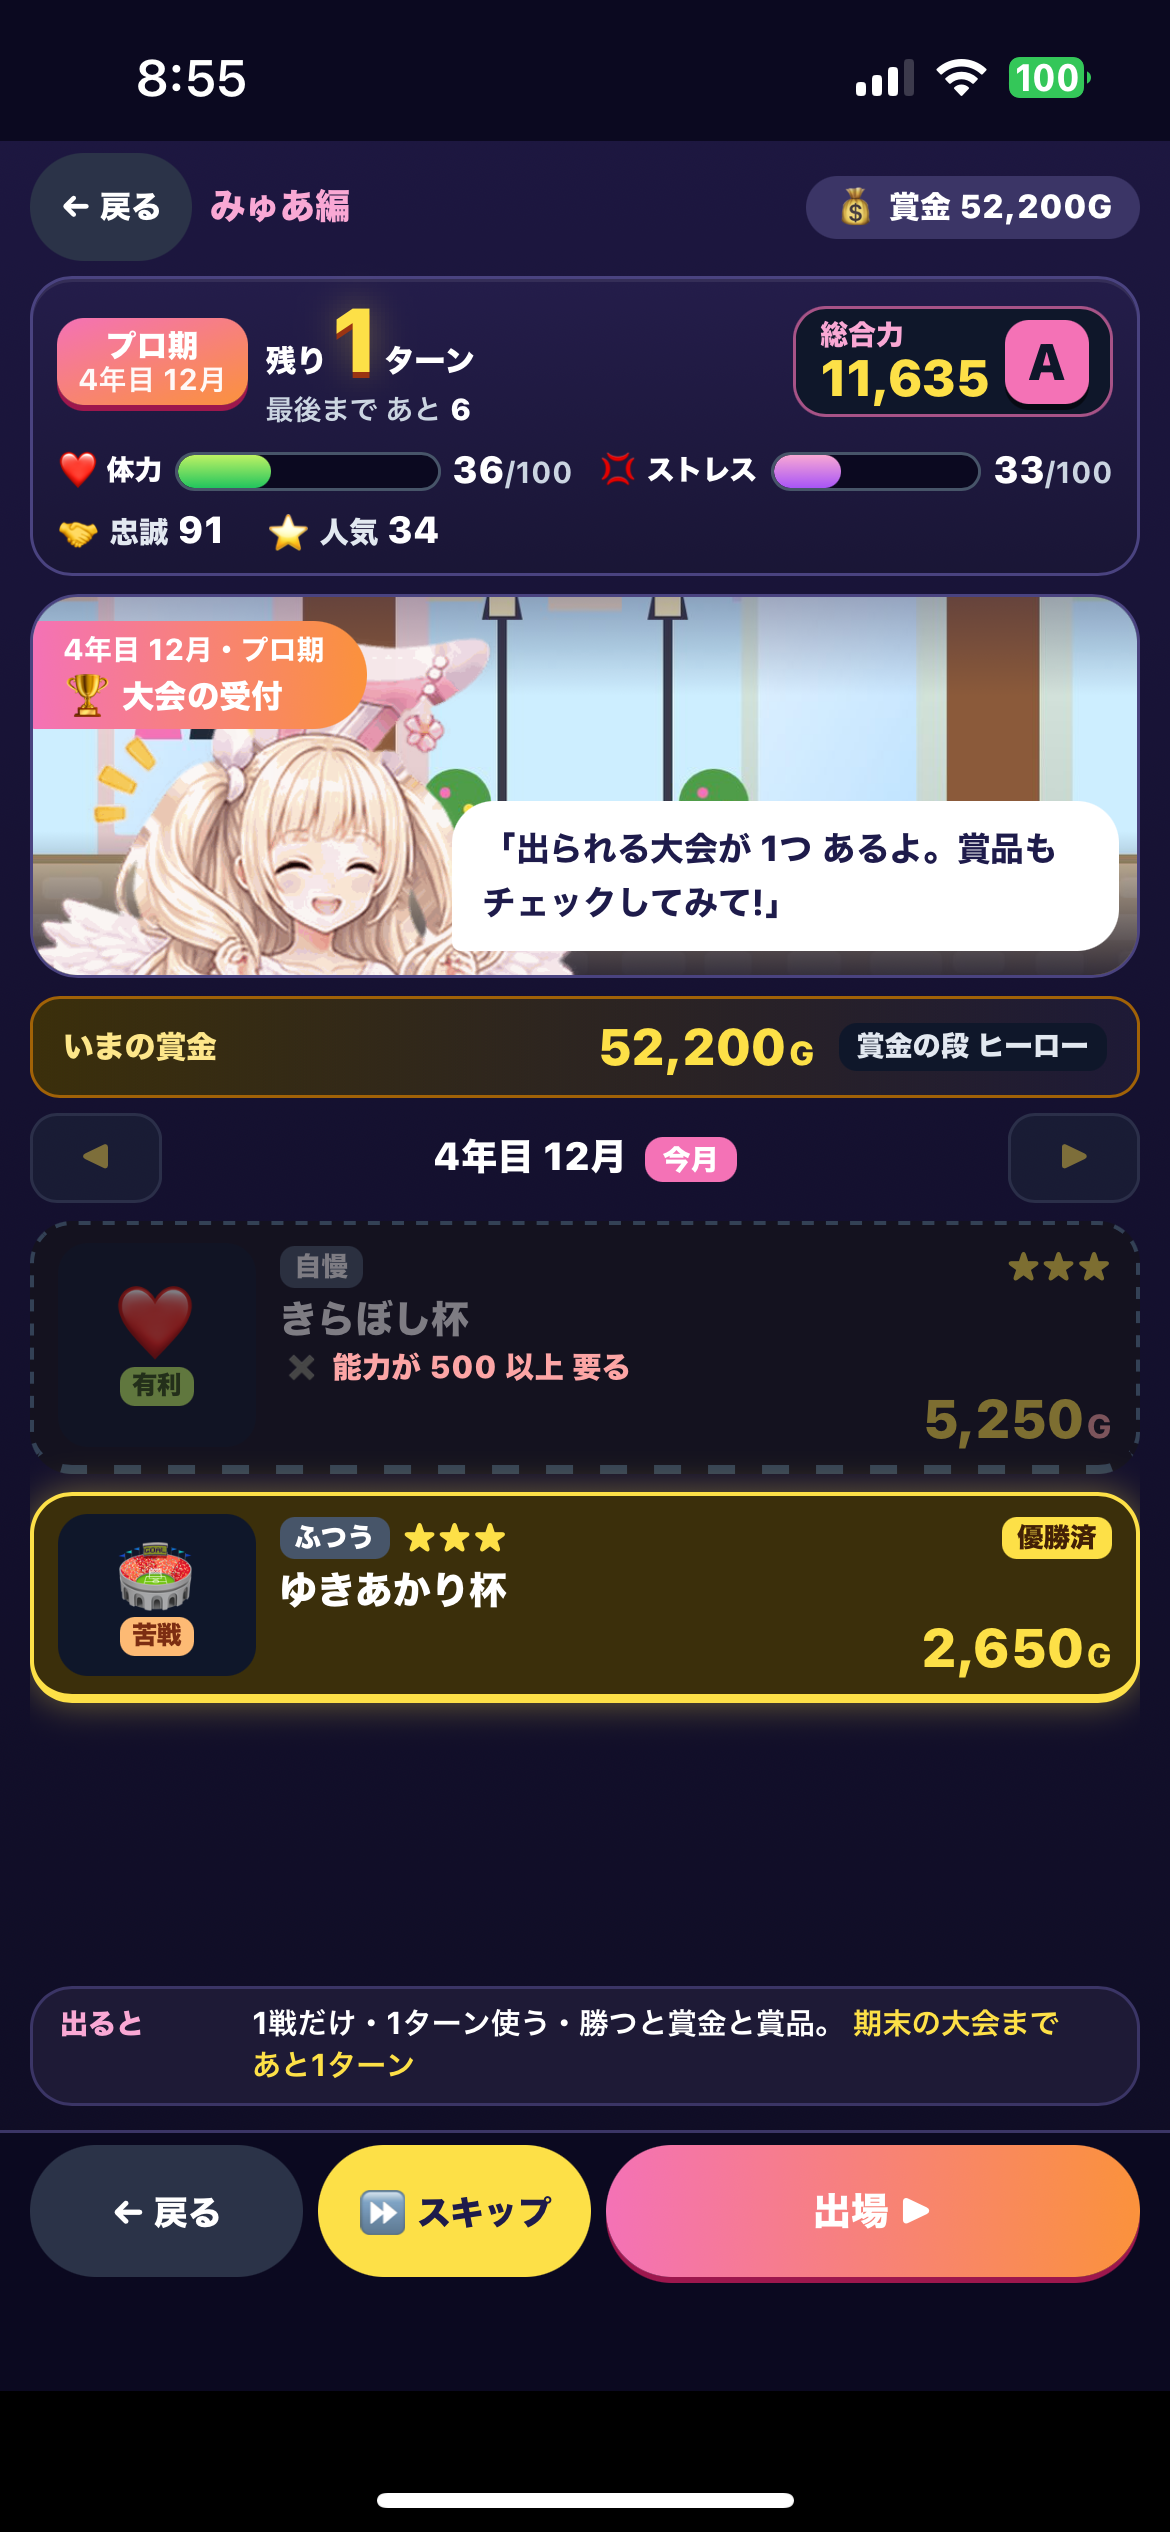 8:55
100
← 戻る
みゅあ編
賞金 52,200G
プロ期
4年目 12月
残り 1 ターン
最後まで あと 6
総合力
11,635
A
体力 36/100
ストレス 33/100
忠誠 91
人気 34
4年目 12月・プロ期
大会の受付
「出られる大会が 1つ あるよ。賞品も
チェックしてみて!」
いまの賞金
52,200G
賞金の段 ヒーロー
◀
4年目 12月 今月
▶
自慢
★★★
きらぼし杯
✖ 能力が 500 以上 要る
有利
5,250G
ふつう ★★★
優勝済
ゆきあかり杯
GOAL
苦戦
2,650G
出ると
1戦だけ・1ターン使う・勝つと賞金と賞品。 期末の大会まで
あと1ターン
← 戻る
スキップ
出場 ▶